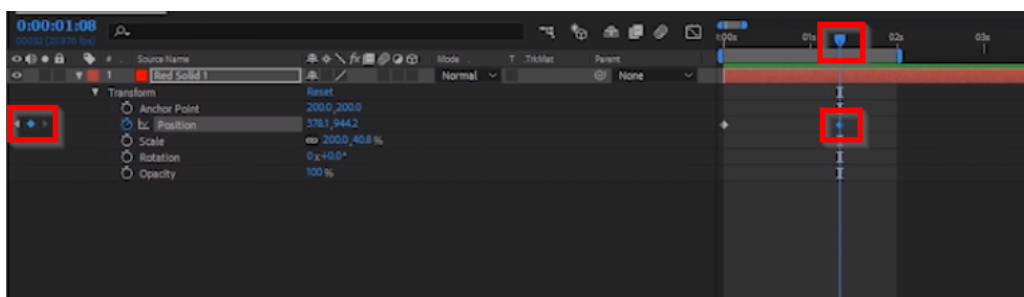 0:00:01:08
00032 (23.976 fps)
:00s 01s 02s 03s
# . Source Name Mode T .TrkMat Parent
1 Red Solid 1 Normal None
Transform Reset
Anchor Point 200.0,200.0
Position 378.1,944.2
Scale 200.0,40.8%
Rotation 0x+0.0°
Opacity 100%